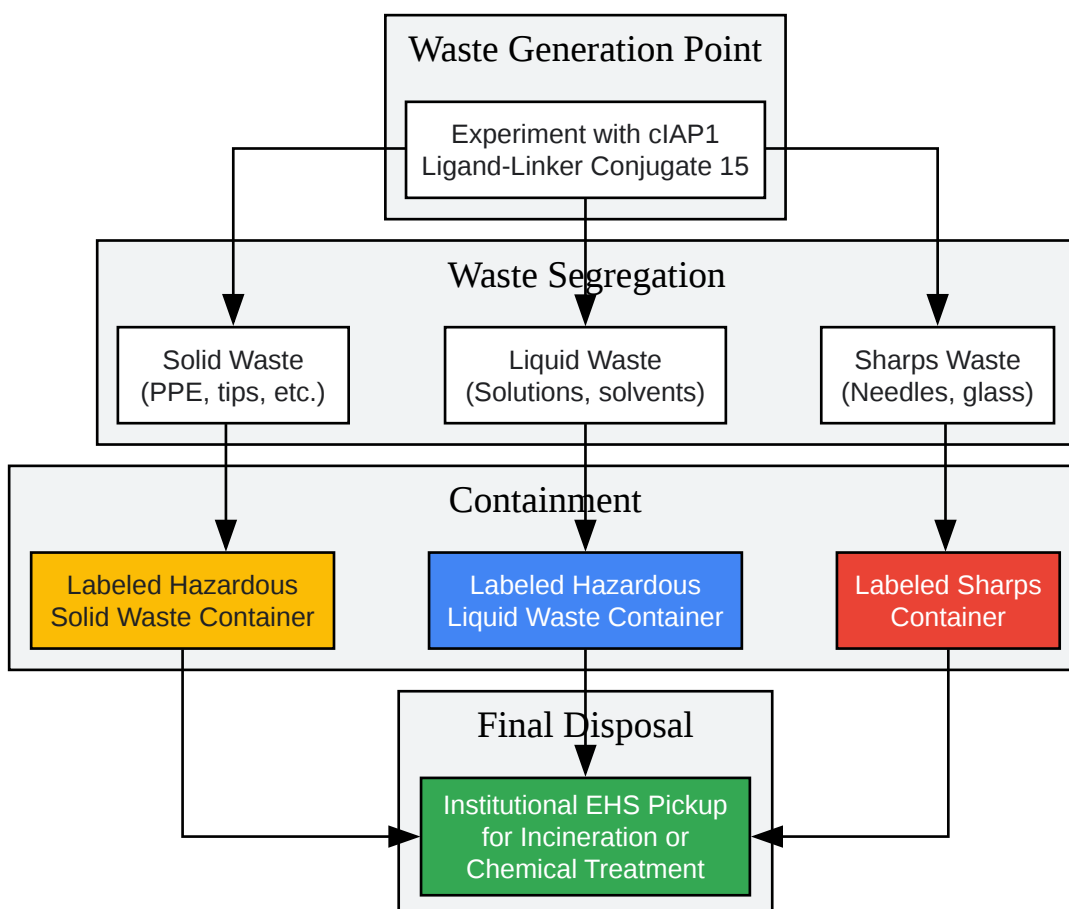 Waste Generation Point
Experiment with cIAP1
Ligand-Linker Conjugate 15
Waste Segregation
Solid Waste
(PPE, tips, etc.)
Liquid Waste
(Solutions, solvents)
Sharps Waste
(Needles, glass)
Containment
Labeled Hazardous
Solid Waste Container
Labeled Hazardous
Liquid Waste Container
Labeled Sharps
Container
Final Disposal
Institutional EHS Pickup
for Incineration or
Chemical Treatment